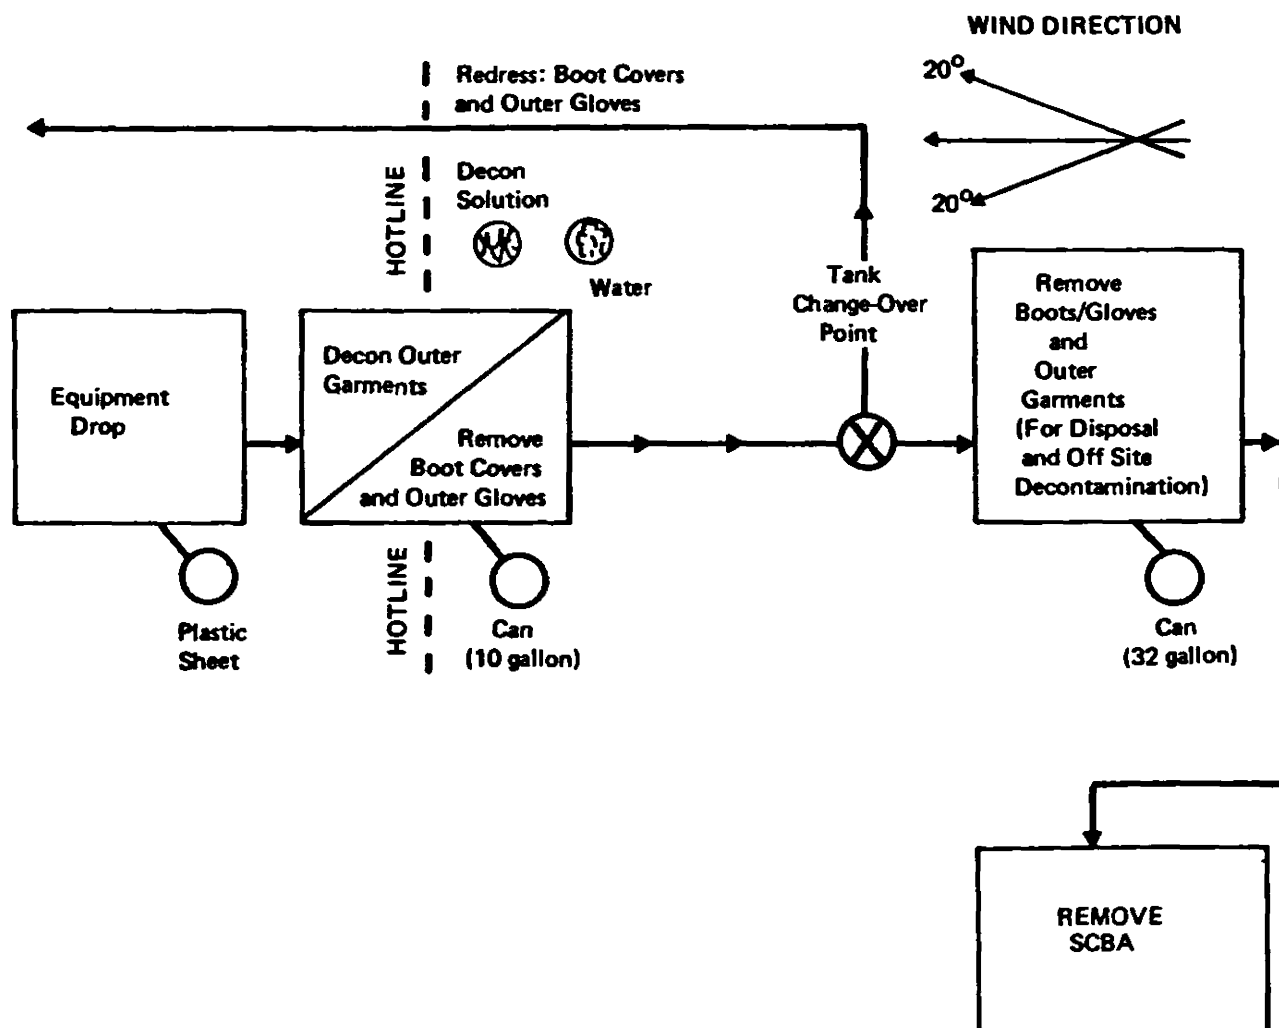 WIND DIRECTION
20°
20°
Redress: Boot Covers
and Outer Gloves
HOTLINE
Decon
Solution
Water
Tank
Change-Over
Point
Equipment
Drop
Decon Outer
Garments
Remove
Boot Covers
and Outer Gloves
Remove
Boots/Gloves
and
Outer
Garments
(For Disposal
and Off Site
Decontamination)
Plastic
Sheet
HOTLINE
Can
(10 gallon)
Can
(32 gallon)
REMOVE
SCBA